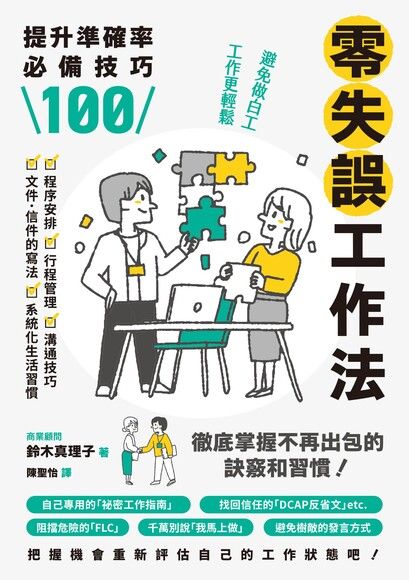 零失誤工作法
提升準確率
必備技巧
100
避免做白工
工作更輕鬆
程序安排 行程管理 溝通技巧
文件・信件的寫法 系統化生活習慣
商業顧問
鈴木真理子 著
陳聖怡 譯
徹底掌握不再出包的
訣竅和習慣！
自己專用的「祕密工作指南」
找回信任的「DCAP反省文」etc.
阻擋危險的「FLC」
千萬別說「我馬上做」
避免樹敵的發言方式
把握機會重新評估自己的工作狀態吧！